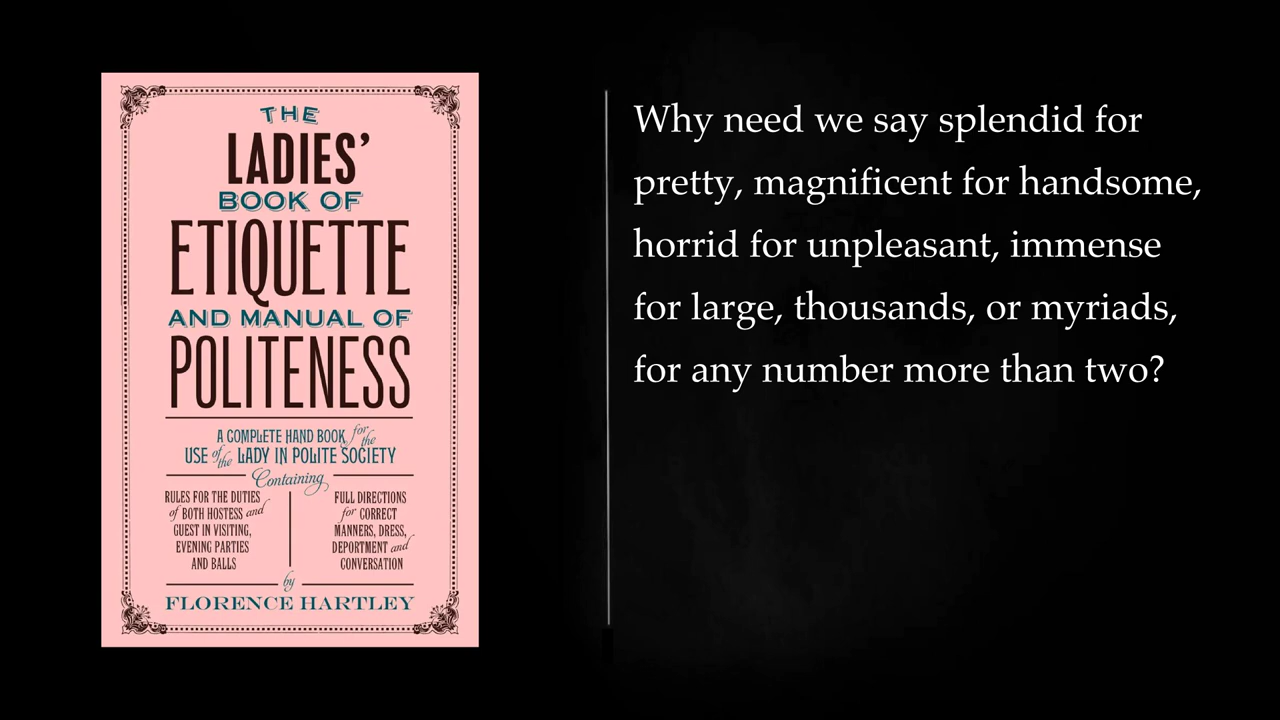 THE
LADIES'
BOOK OF
ETIQUETTE
AND MANUAL OF
POLITENESS
A COMPLETE HAND BOOK for the
USE of the LADY IN POLITE SOCIETY
Containing
RULES FOR THE DUTIES
of BOTH HOSTESS and
GUEST IN VISITING,
EVENING PARTIES
AND BALLS
FULL DIRECTIONS
for CORRECT
MANNERS, DRESS,
DEPORTMENT and
CONVERSATION
by
FLORENCE HARTLEY
Why need we say splendid for
pretty, magnificent for handsome,
horrid for unpleasant, immense
for large, thousands, or myriads,
for any number more than two?